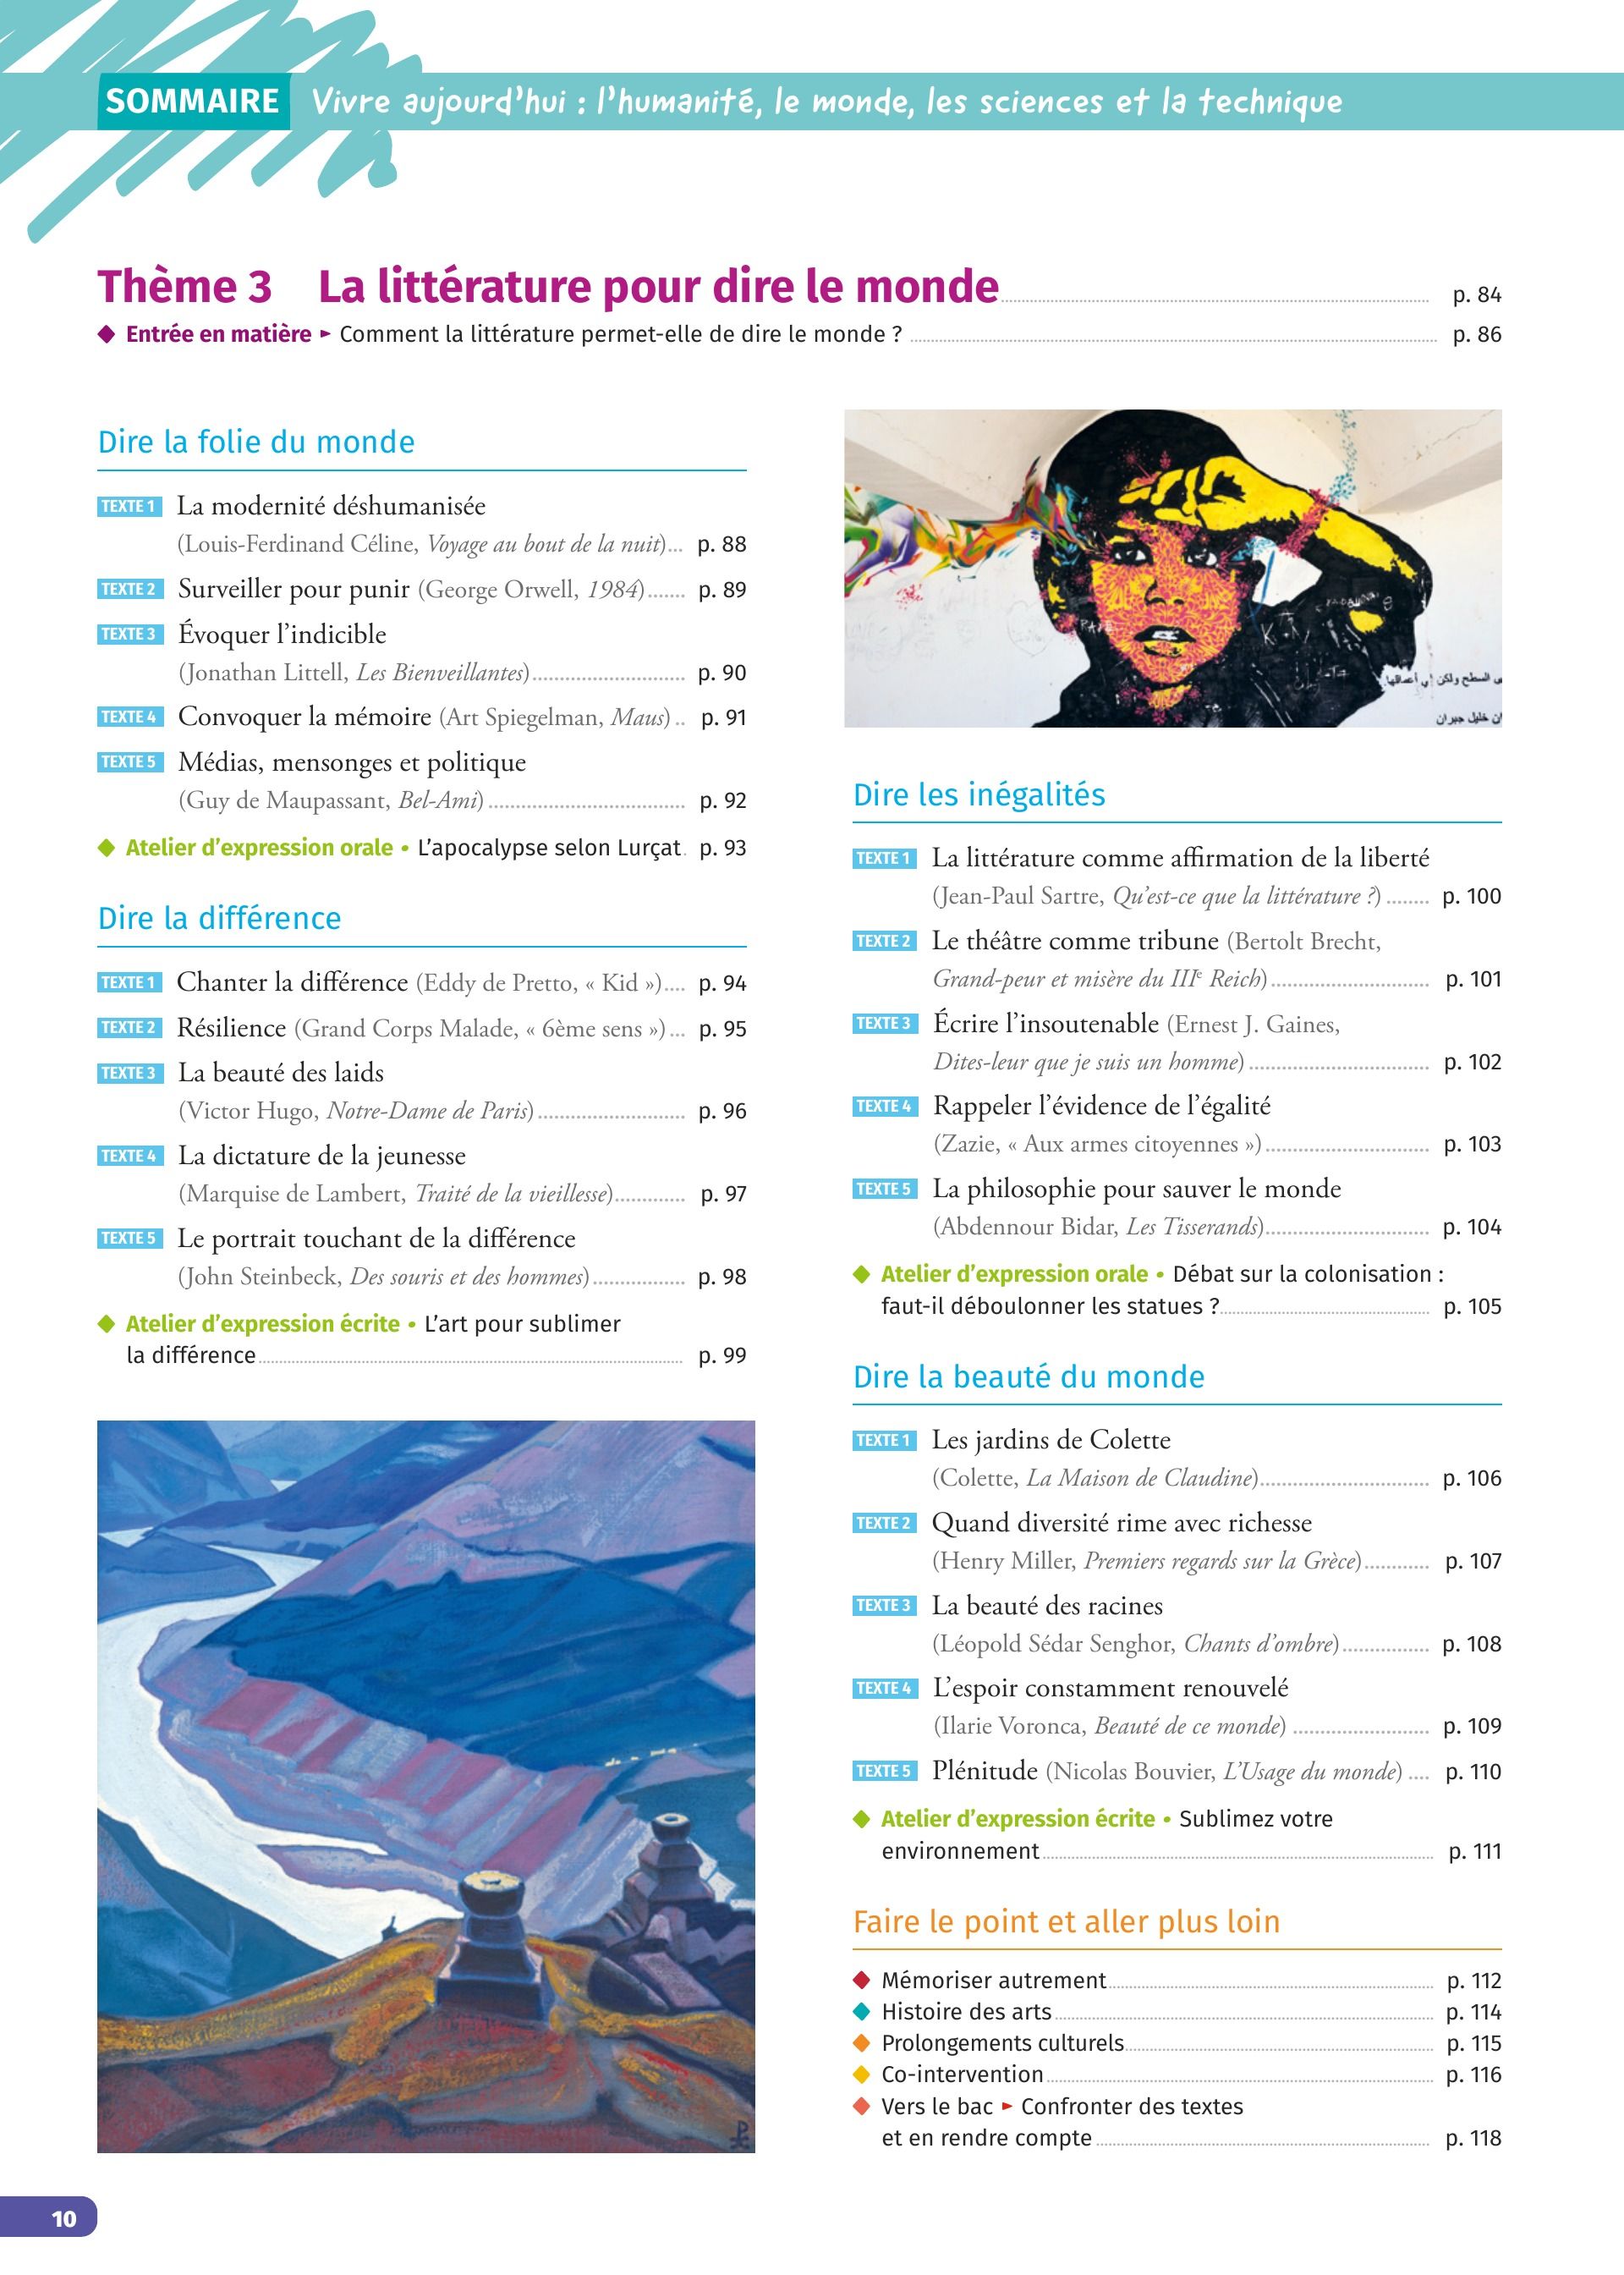 SOMMAIRE Vivre aujourd'hui : l'humanité, le monde, les sciences et la technique
Thème 3 La littérature pour dire le monde p. 84
◆ Entrée en matière ► Comment la littérature permet-elle de dire le monde ? p. 86
Dire la folie du monde
TEXTE 1 La modernité déshumanisée
(Louis-Ferdinand Céline, Voyage au bout de la nuit)... p. 88
TEXTE 2 Surveiller pour punir (George Orwell, 1984)....... p. 89
TEXTE 3 Évoquer l'indicible
(Jonathan Littell, Les Bienveillantes)............................ p. 90
TEXTE 4 Convoquer la mémoire (Art Spiegelman, Maus).. p. 91
TEXTE 5 Médias, mensonges et politique
(Guy de Maupassant, Bel-Ami).................................... p. 92
◆ Atelier d'expression orale • L'apocalypse selon Lurçat. p. 93
Dire la différence
TEXTE 1 Chanter la différence (Eddy de Pretto, « Kid »).... p. 94
TEXTE 2 Résilience (Grand Corps Malade, « 6ème sens »)... p. 95
TEXTE 3 La beauté des laids
(Victor Hugo, Notre-Dame de Paris)........................... p. 96
TEXTE 4 La dictature de la jeunesse
(Marquise de Lambert, Traité de la vieillesse)............. p. 97
TEXTE 5 Le portrait touchant de la différence
(John Steinbeck, Des souris et des hommes)................. p. 98
◆ Atelier d'expression écrite • L'art pour sublimer
la différence p. 99
PAJE
ى السطح ولكن في أعماقها
ان خليل جبران
Dire les inégalités
TEXTE 1 La littérature comme affirmation de la liberté
(Jean-Paul Sartre, Qu'est-ce que la littérature ?)........ p. 100
TEXTE 2 Le théâtre comme tribune (Bertolt Brecht,
Grand-peur et misère du IIIe Reich)............................. p. 101
TEXTE 3 Écrire l'insoutenable (Ernest J. Gaines,
Dites-leur que je suis un homme)................................. p. 102
TEXTE 4 Rappeler l'évidence de l'égalité
(Zazie, « Aux armes citoyennes »).............................. p. 103
TEXTE 5 La philosophie pour sauver le monde
(Abdennour Bidar, Les Tisserands).............................. p. 104
◆ Atelier d'expression orale • Débat sur la colonisation :
faut-il déboulonner les statues ? p. 105
Dire la beauté du monde
TEXTE 1 Les jardins de Colette
(Colette, La Maison de Claudine)............................... p. 106
TEXTE 2 Quand diversité rime avec richesse
(Henry Miller, Premiers regards sur la Grèce)............ p. 107
TEXTE 3 La beauté des racines
(Léopold Sédar Senghor, Chants d'ombre)................ p. 108
TEXTE 4 L'espoir constamment renouvelé
(Ilarie Voronca, Beauté de ce monde)......................... p. 109
TEXTE 5 Plénitude (Nicolas Bouvier, L'Usage du monde).... p. 110
◆ Atelier d'expression écrite • Sublimez votre
environnement p. 111
Faire le point et aller plus loin
◆ Mémoriser autrement p. 112
◆ Histoire des arts p. 114
◆ Prolongements culturels p. 115
◆ Co-intervention p. 116
◆ Vers le bac ► Confronter des textes
et en rendre compte p. 118
10